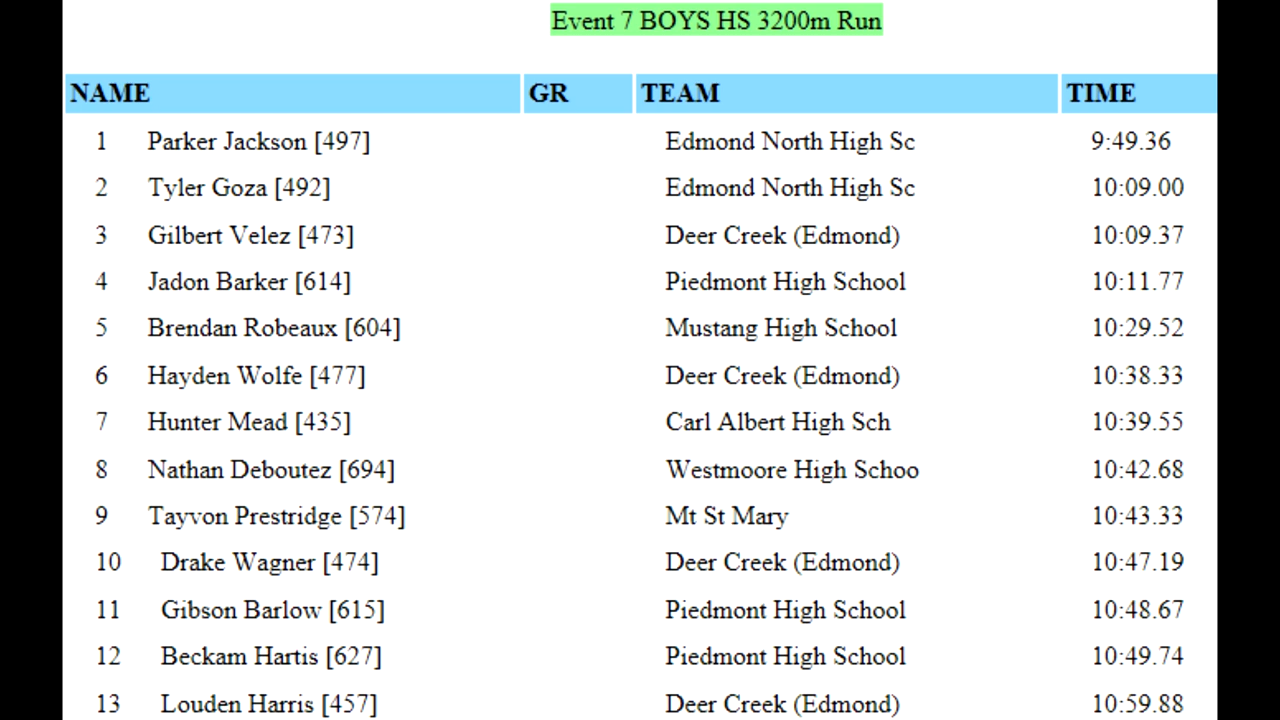 Event 7 BOYS HS 3200m Run
NAME GR TEAM TIME
1 Parker Jackson [497] Edmond North High Sc 9:49.36
2 Tyler Goza [492] Edmond North High Sc 10:09.00
3 Gilbert Velez [473] Deer Creek (Edmond) 10:09.37
4 Jadon Barker [614] Piedmont High School 10:11.77
5 Brendan Robeaux [604] Mustang High School 10:29.52
6 Hayden Wolfe [477] Deer Creek (Edmond) 10:38.33
7 Hunter Mead [435] Carl Albert High Sch 10:39.55
8 Nathan Deboutez [694] Westmoore High Schoo 10:42.68
9 Tayvon Prestridge [574] Mt St Mary 10:43.33
10 Drake Wagner [474] Deer Creek (Edmond) 10:47.19
11 Gibson Barlow [615] Piedmont High School 10:48.67
12 Beckam Hartis [627] Piedmont High School 10:49.74
13 Louden Harris [457] Deer Creek (Edmond) 10:59.88